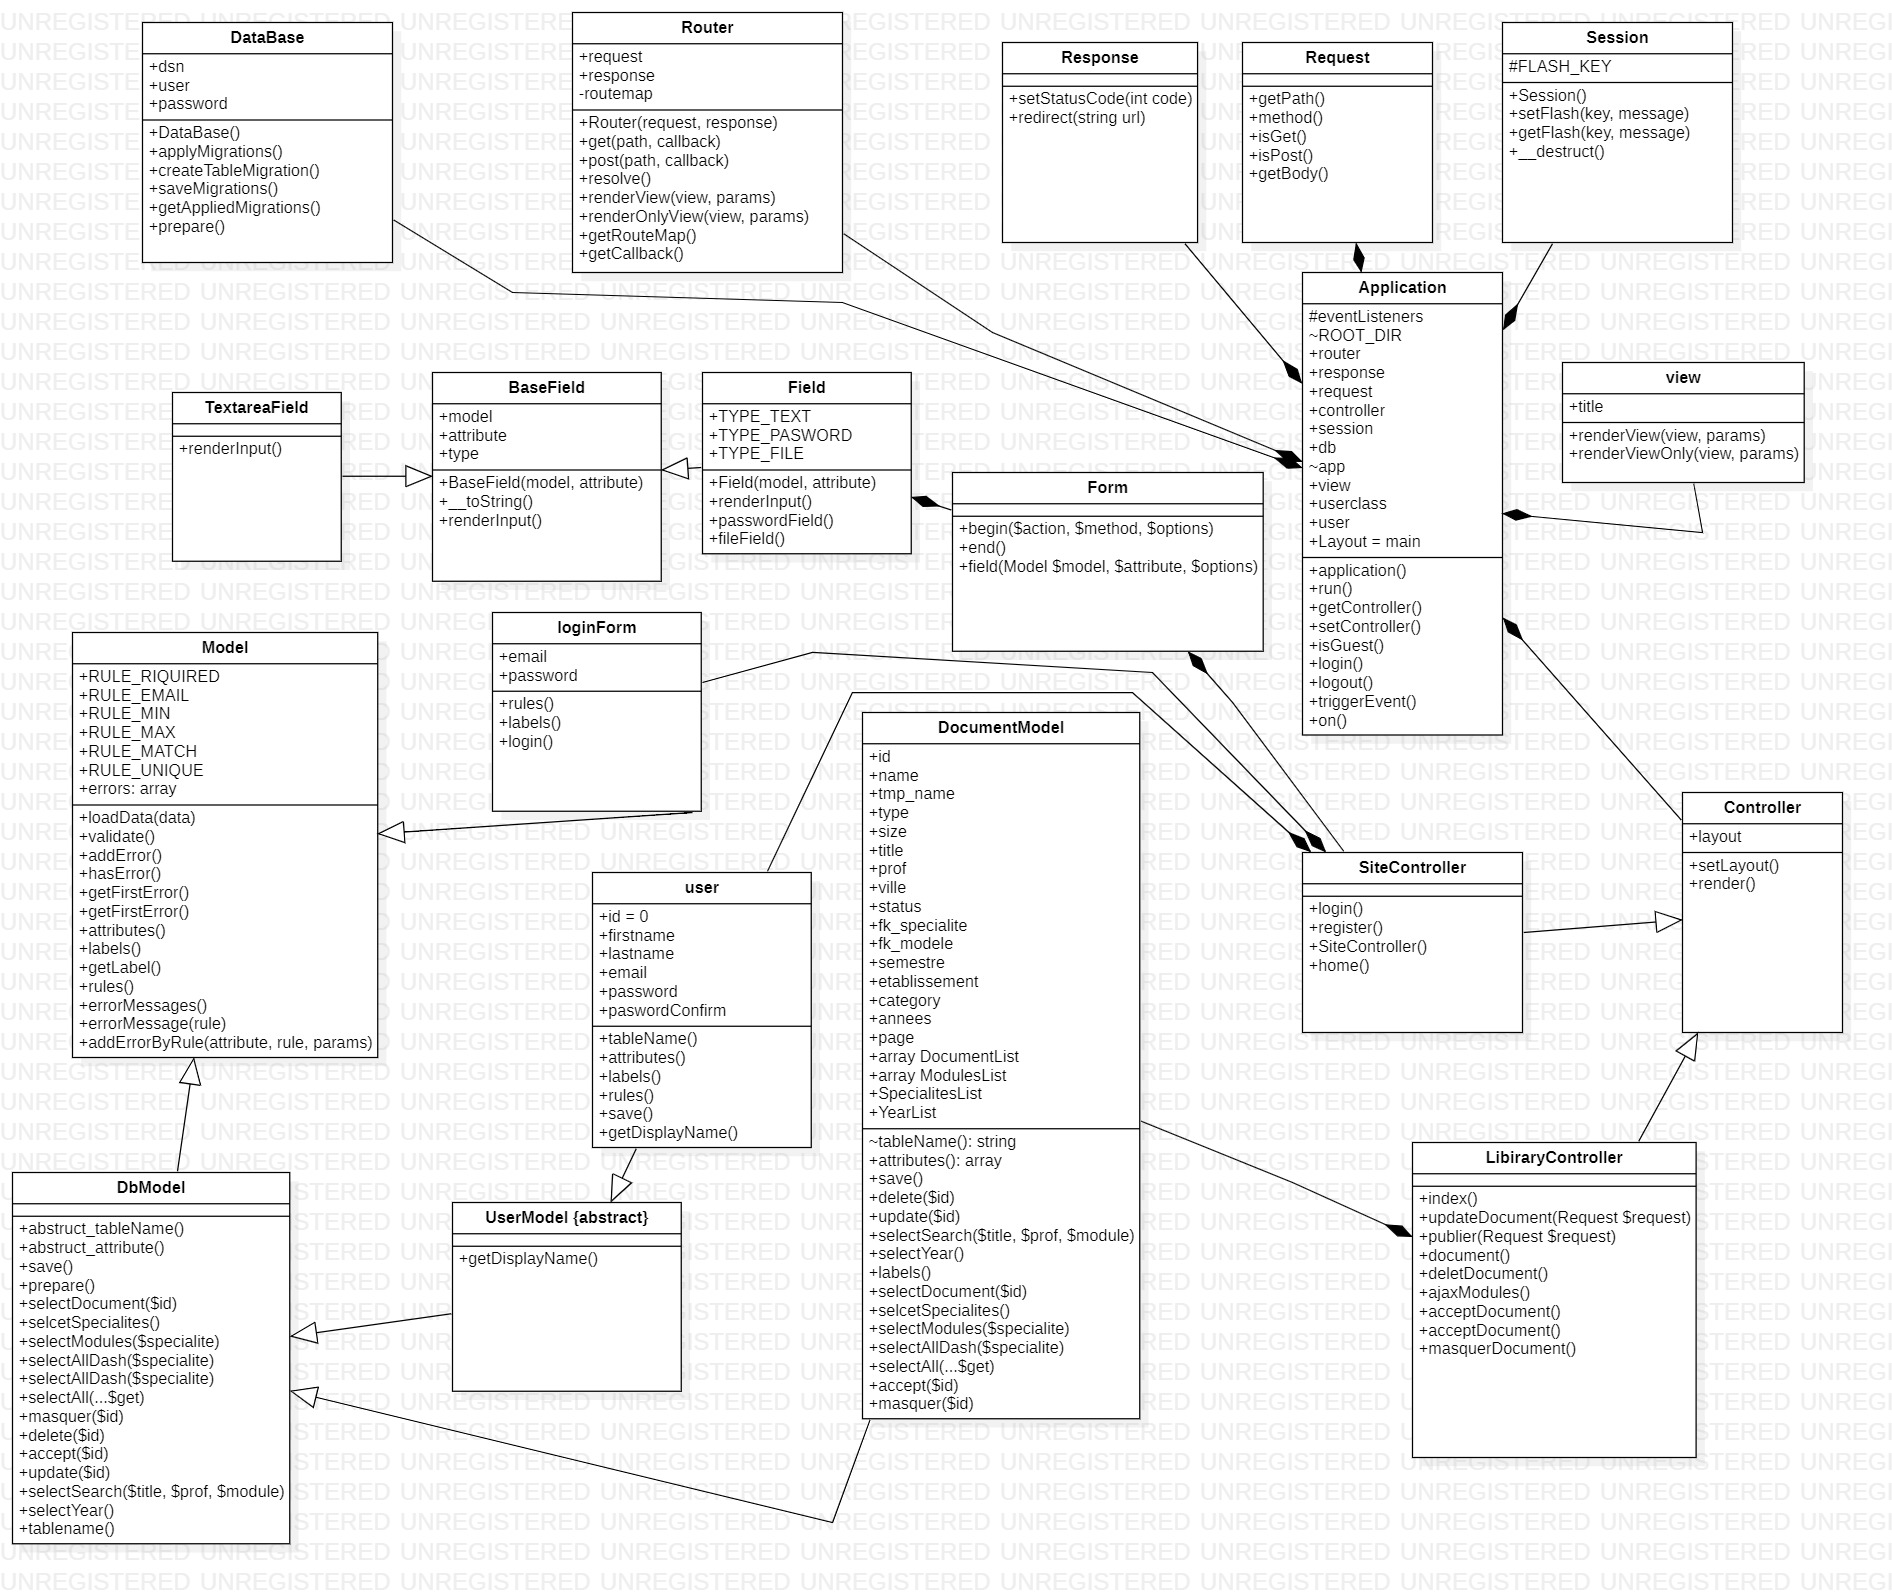 DataBase
+dsn
+user
+password
+DataBase()
+applyMigrations()
+createTableMigration()
+saveMigrations()
+getAppliedMigrations()
+prepare()
Router
+request
+response
-routemap
+Router(request, response)
+get(path, callback)
+post(path, callback)
+resolve()
+renderView(view, params)
+renderOnlyView(view, params)
+getRouteMap()
+getCallback()
Response
+setStatusCode(int code)
+redirect(string url)
Request
+getPath()
+method()
+isGet()
+isPost()
+getBody()
Session
#FLASH_KEY
+Session()
+setFlash(key, message)
+getFlash(key, message)
+__destruct()
Application
#eventListeners
~ROOT_DIR
+router
+response
+request
+controller
+session
+db
~app
+view
+userclass
+user
+Layout = main
+application()
+run()
+getController()
+setController()
+isGuest()
+login()
+logout()
+triggerEvent()
+on()
view
+title
+renderView(view, params)
+renderViewOnly(view, params)
TextareaField
+renderInput()
BaseField
+model
+attribute
+type
+BaseField(model, attribute)
+__toString()
+renderInput()
Field
+TYPE_TEXT
+TYPE_PASWORD
+TYPE_FILE
+Field(model, attribute)
+renderInput()
+passwordField()
+fileField()
Form
+begin($action, $method, $options)
+end()
+field(Model $model, $attribute, $options)
Model
+RULE_RIQUIRED
+RULE_EMAIL
+RULE_MIN
+RULE_MAX
+RULE_MATCH
+RULE_UNIQUE
+errors: array
+loadData(data)
+validate()
+addError()
+hasError()
+getFirstError()
+getFirstError()
+attributes()
+labels()
+getLabel()
+rules()
+errorMessages()
+errorMessage(rule)
+addErrorByRule(attribute, rule, params)
loginForm
+email
+password
+rules()
+labels()
+login()
user
+id = 0
+firstname
+lastname
+email
+password
+paswordConfirm
+tableName()
+attributes()
+labels()
+rules()
+save()
+getDisplayName()
DocumentModel
+id
+name
+tmp_name
+type
+size
+title
+prof
+ville
+status
+fk_specialite
+fk_modele
+semestre
+etablissement
+category
+annees
+page
+array DocumentList
+array ModulesList
+SpecialitesList
+YearList
~tableName(): string
+attributes(): array
+save()
+delete($id)
+update($id)
+selectSearch($title, $prof, $module)
+selectYear()
+labels()
+selectDocument($id)
+selcetSpecialites()
+selectModules($specialite)
+selectAllDash($specialite)
+selectAll(...$get)
+accept($id)
+masquer($id)
SiteController
+login()
+register()
+SiteController()
+home()
Controller
+layout
+setLayout()
+render()
LibiraryController
+index()
+updateDocument(Request $request)
+publier(Request $request)
+document()
+deletDocument()
+ajaxModules()
+acceptDocument()
+acceptDocument()
+masquerDocument()
DbModel
+abstruct_tableName()
+abstruct_attribute()
+save()
+prepare()
+selectDocument($id)
+selcetSpecialites()
+selectModules($specialite)
+selectAllDash($specialite)
+selectAllDash($specialite)
+selectAll(...$get)
+masquer($id)
+delete($id)
+accept($id)
+update($id)
+selectSearch($title, $prof, $module)
+selectYear()
+tablename()
UserModel {abstract}
+getDisplayName()
UNREGISTERED